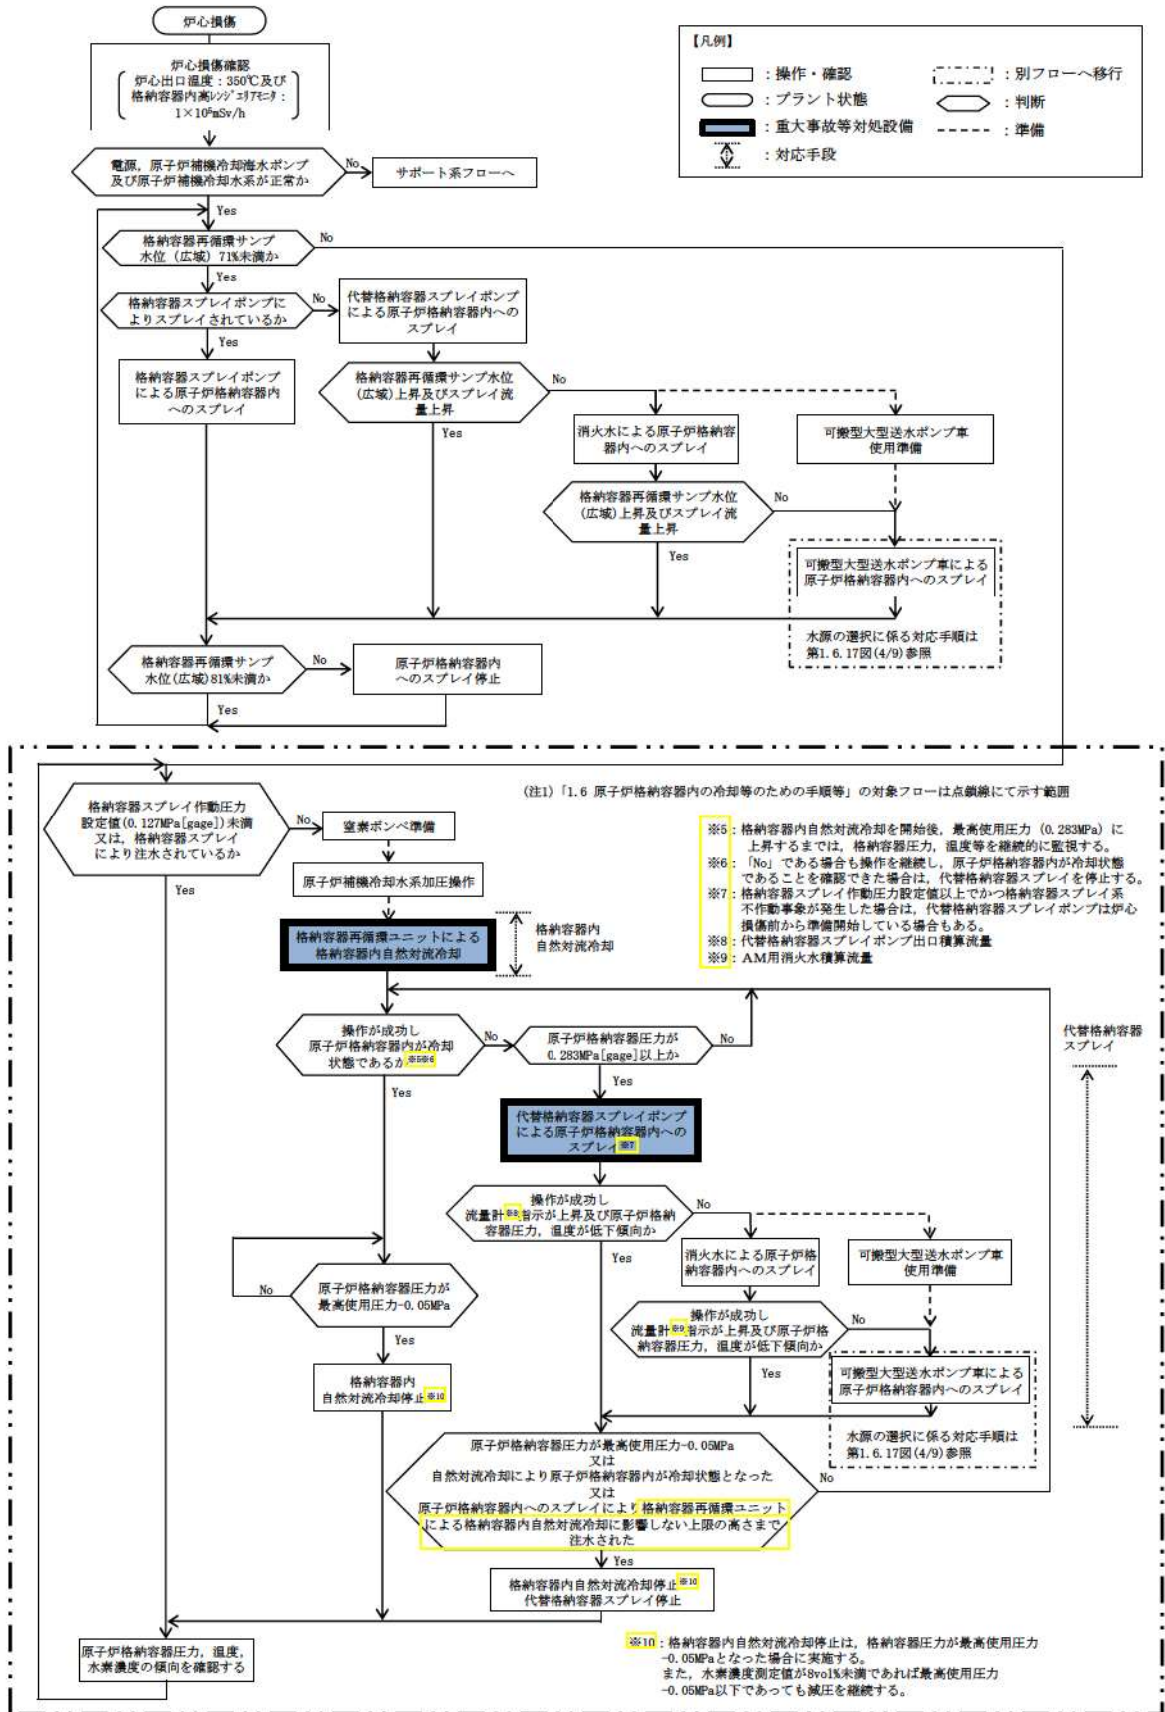 炉心損傷
炉心損傷確認
炉心出口温度：350℃及び
格納容器内高ﾚﾝｼﾞｴﾘｱﾓﾆﾀ：
1×10⁵mSv/h
【凡例】
：操作・確認
：別フローへ移行
：プラント状態
：判断
：重大事故等対処設備
：準備
：対応手段
電源，原子炉補機冷却海水ポンプ
及び原子炉補機冷却水系が正常か
No
サポート系フローへ
Yes
格納容器再循環サンプ
水位（広域）71%未満か
No
Yes
格納容器スプレイポンプに
よりスプレイされているか
No
代替格納容器スプレイポンプ
による原子炉格納容器内への
スプレイ
Yes
格納容器スプレイポンプ
による原子炉格納容器内
へのスプレイ
格納容器再循環サンプ水位
(広域)上昇及びスプレイ流
量上昇
No
Yes
消火水による原子炉格納容
器内へのスプレイ
可搬型大型送水ポンプ車
使用準備
格納容器再循環サンプ水位
(広域)上昇及びスプレイ流
量上昇
No
Yes
可搬型大型送水ポンプ車による
原子炉格納容器内へのスプレイ
水源の選択に係る対応手順は
第1.6.17図(4/9)参照
格納容器再循環サンプ
水位(広域)81%未満か
No
原子炉格納容器内
へのスプレイ停止
Yes
(注1)「1.6 原子炉格納容器内の冷却等のための手順等」の対象フローは点鎖線にて示す範囲
格納容器スプレイ作動圧力
設定値(0.127MPa[gage])未満
又は，格納容器スプレイ
により注水されているか
No
窒素ボンベ準備
Yes
原子炉補機冷却水系加圧操作
格納容器再循環ユニットによる
格納容器内自然対流冷却
格納容器内
自然対流冷却
※5：格納容器内自然対流冷却を開始後，最高使用圧力（0.283MPa）に
上昇するまでは，格納容器圧力，温度等を継続的に監視する。
※6：「No」である場合も操作を継続し，原子炉格納容器内が冷却状態
であることを確認できた場合は，代替格納容器スプレイを停止する。
※7：格納容器スプレイ作動圧力設定値以上でかつ格納容器スプレイ系
不作動事象が発生した場合は，代替格納容器スプレイポンプは炉心
損傷前から準備開始している場合もある。
※8：代替格納容器スプレイポンプ出口積算流量
※9：AM用消火水積算流量
操作が成功し
原子炉格納容器内が冷却
状態であるか※5※6
No
原子炉格納容器圧力が
0.283MPa[gage]以上か
No
Yes
Yes
代替格納容器
スプレイ
代替格納容器スプレイポンプ
による原子炉格納容器内への
スプレイ※7
操作が成功し
流量計※8指示が上昇及び原子炉格納
容器圧力，温度が低下傾向か
No
Yes
消火水による原子炉格
納容器内へのスプレイ
可搬型大型送水ポンプ車
使用準備
原子炉格納容器圧力が
最高使用圧力-0.05MPa
No
Yes
操作が成功し
流量計※9指示が上昇及び原子炉格
納容器圧力，温度が低下傾向か
No
Yes
格納容器内
自然対流冷却停止※10
可搬型大型送水ポンプ車による
原子炉格納容器内へのスプレイ
水源の選択に係る対応手順は
第1.6.17図(4/9)参照
原子炉格納容器圧力が最高使用圧力-0.05MPa
又は
自然対流冷却により原子炉格納容器内が冷却状態となった
又は
原子炉格納容器内へのスプレイにより格納容器再循環ユニット
による格納容器内自然対流冷却に影響しない上限の高さまで
注水された
No
Yes
格納容器内自然対流冷却停止※10
代替格納容器スプレイ停止
原子炉格納容器圧力，温度，
水素濃度の傾向を確認する
※10：格納容器内自然対流冷却停止は，格納容器圧力が最高使用圧力
-0.05MPaとなった場合に実施する。
また，水素濃度測定値が8vol%未満であれば最高使用圧力
-0.05MPa以下であっても減圧を継続する。